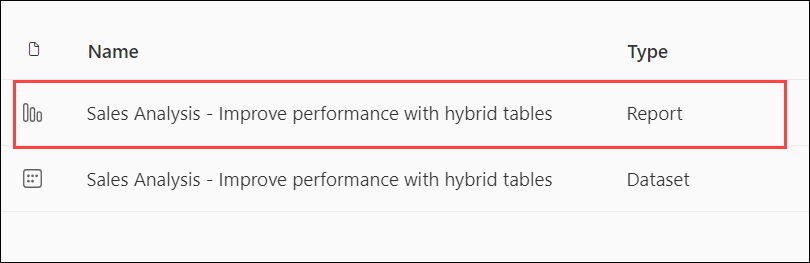 Name Type
Sales Analysis - Improve performance with hybrid tables Report
Sales Analysis - Improve performance with hybrid tables Dataset